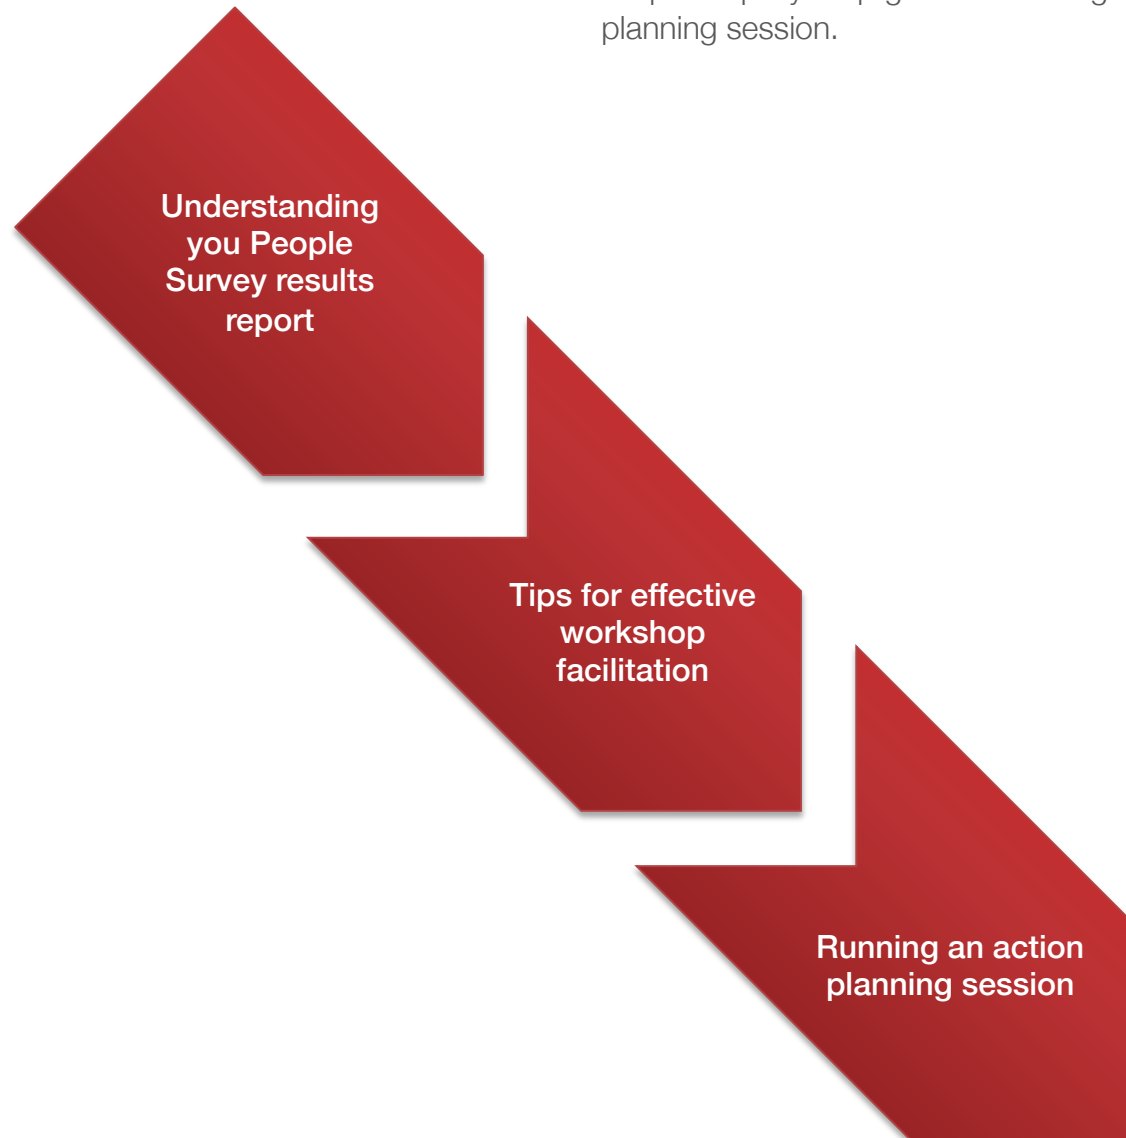 planning session.
Understanding
you People
Survey results
report
Tips for effective
workshop
facilitation
Running an action
planning session